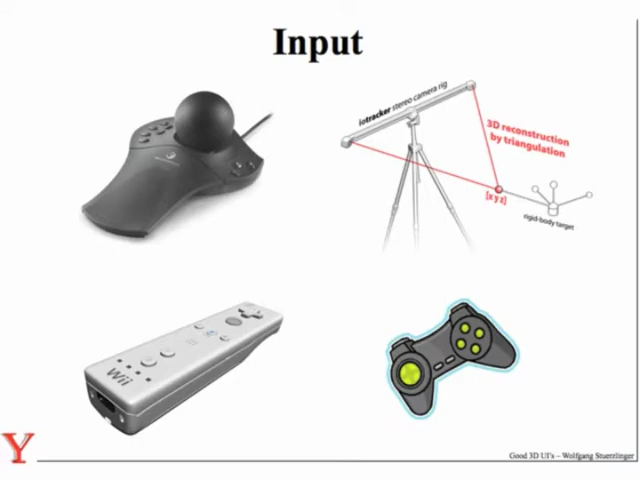 Input
iotracker stereo camera rig
3D reconstruction
by triangulation
[x y z]
rigid-body target
Wii
Y
Good 3D UI's – Wolfgang Stuerzlinger